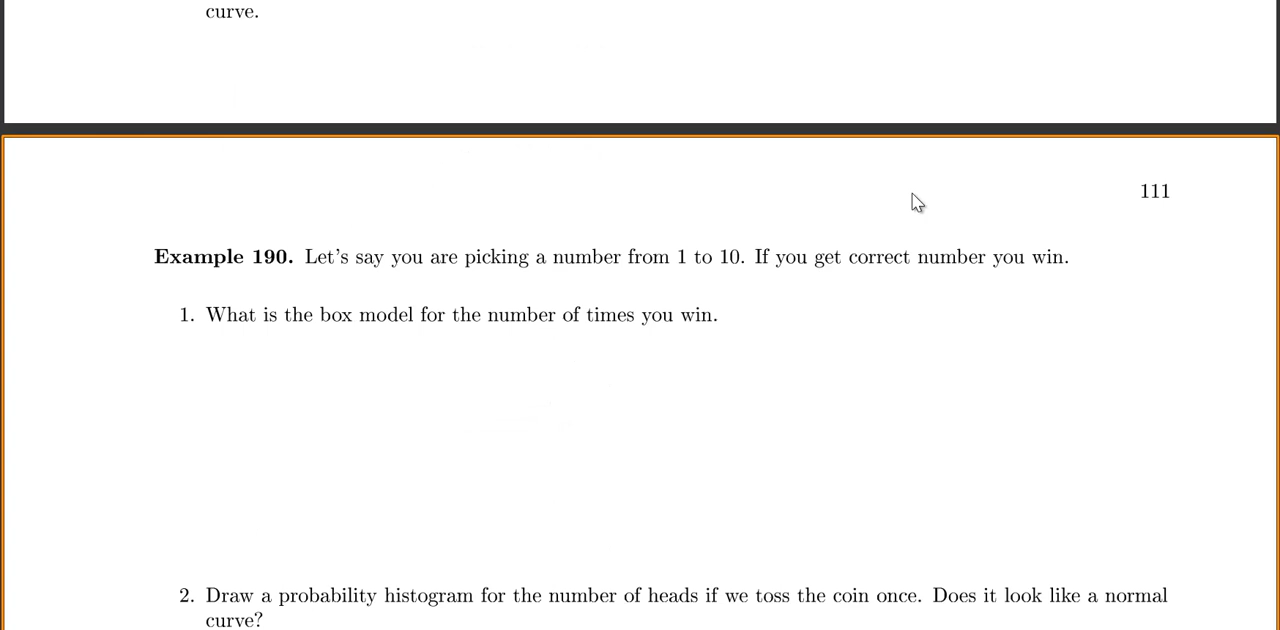 curve.
111
Example 190. Let's say you are picking a number from 1 to 10. If you get correct number you win.
1. What is the box model for the number of times you win.
2. Draw a probability histogram for the number of heads if we toss the coin once. Does it look like a normal
curve?